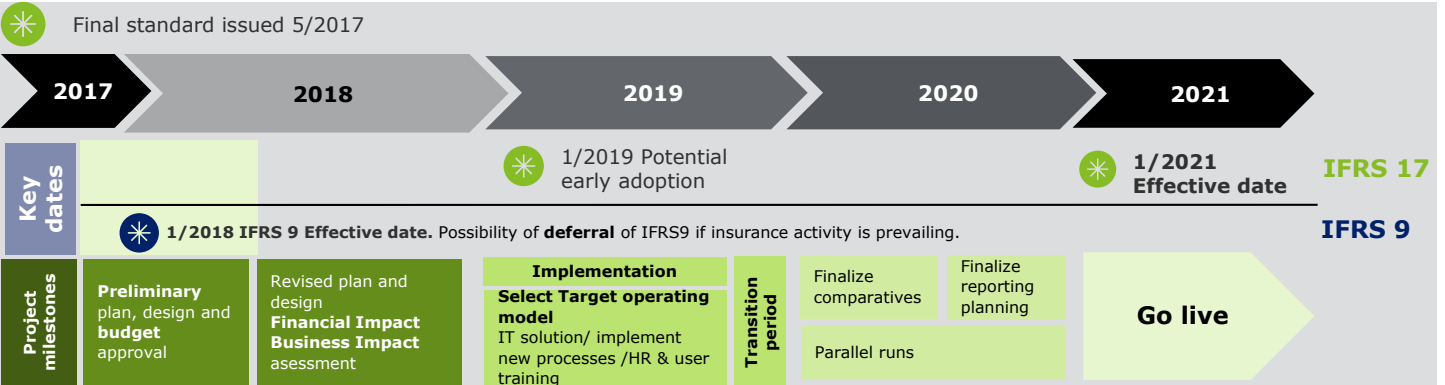 Final standard issued 5/2017
2017
2018
2019
2020
2021
Key
dates
1/2019 Potential
early adoption
1/2021
Effective date
IFRS 17
1/2018 IFRS 9 Effective date. Possibility of deferral of IFRS9 if insurance activity is prevailing.
IFRS 9
Project
milestones
Preliminary
plan, design and
budget
approval
Revised plan and
design
Financial Impact
Business Impact
asessment
Implementation
Select Target operating
model
IT solution/ implement
new processes /HR & user
training
Transition
period
Finalize
comparatives
Finalize
reporting
planning
Parallel runs
Go live